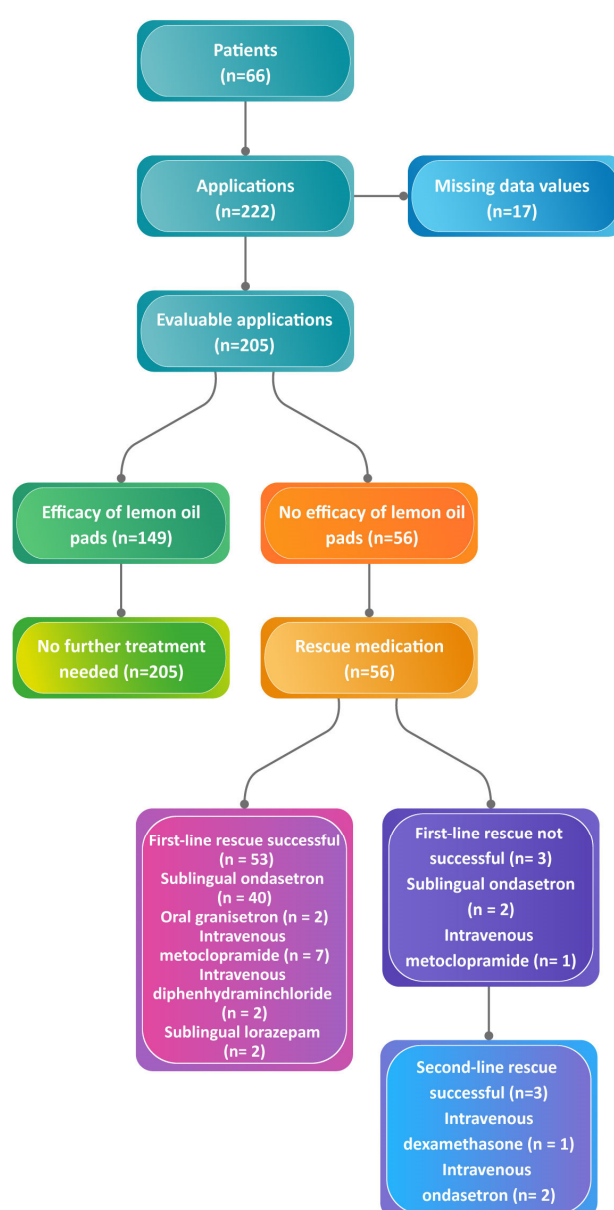 Patients
(n=66)
Applications
(n=222)
Missing data values
(n=17)
Evaluable applications
(n=205)
Efficacy of lemon oil
pads (n=149)
No efficacy of lemon oil
pads (n=56)
No further treatment
needed (n=205)
Rescue medication
(n=56)
First-line rescue successful
(n = 53)
Sublingual ondasetron
(n = 40)
Oral granisetron (n = 2)
Intravenous
metoclopramide (n = 7)
Intravenous
diphenhydraminchloride
(n = 2)
Sublingual lorazepam
(n= 2)
First-line rescue not
successful (n= 3)
Sublingual ondasetron
(n = 2)
Intravenous
metoclopramide (n= 1)
Second-line rescue
successful (n=3)
Intravenous
dexamethasone (n = 1)
Intravenous
ondasetron (n= 2)